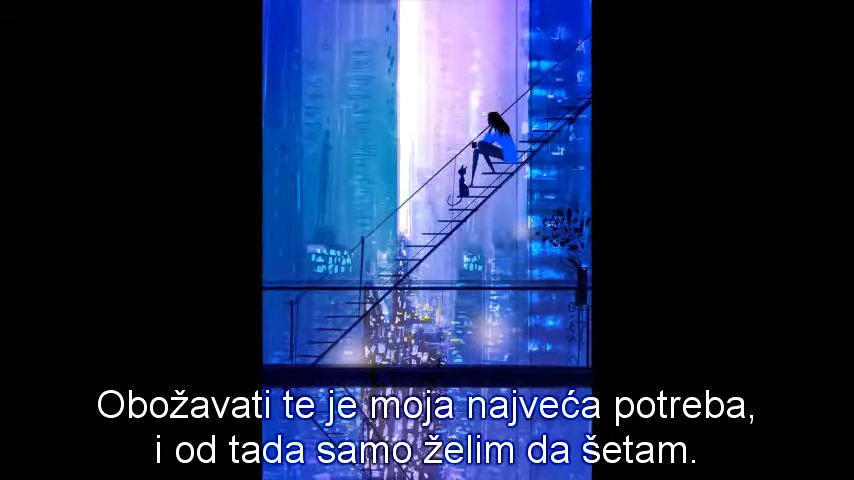 Obožavati te je moja najveća potreba,
i od tada samo želim da šetam.